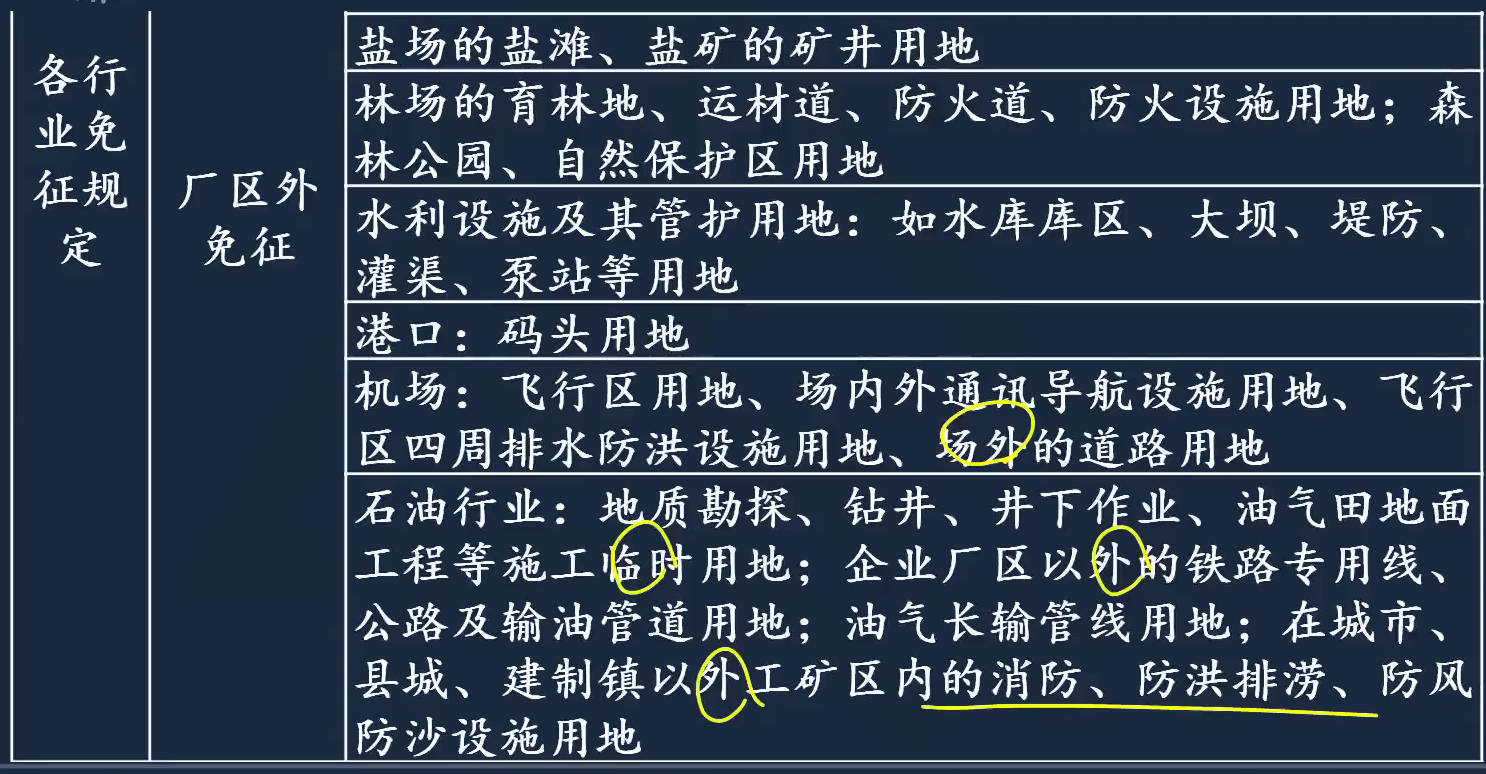 各行
业免
征规
定
厂区外
免征
盐场的盐滩、盐矿的矿井用地
林场的育林地、运材道、防火道、防火设施用地；森
林公园、自然保护区用地
水利设施及其管护用地：如水库库区、大坝、堤防、
灌渠、泵站等用地
港口：码头用地
机场：飞行区用地、场内外通讯导航设施用地、飞行
区四周排水防洪设施用地、场外的道路用地
石油行业：地质勘探、钻井、井下作业、油气田地面
工程等施工临时用地；企业厂区以外的铁路专用线、
公路及输油管道用地；油气长输管线用地；在城市、
县城、建制镇以外工矿区内的消防、防洪排涝、防风
防沙设施用地